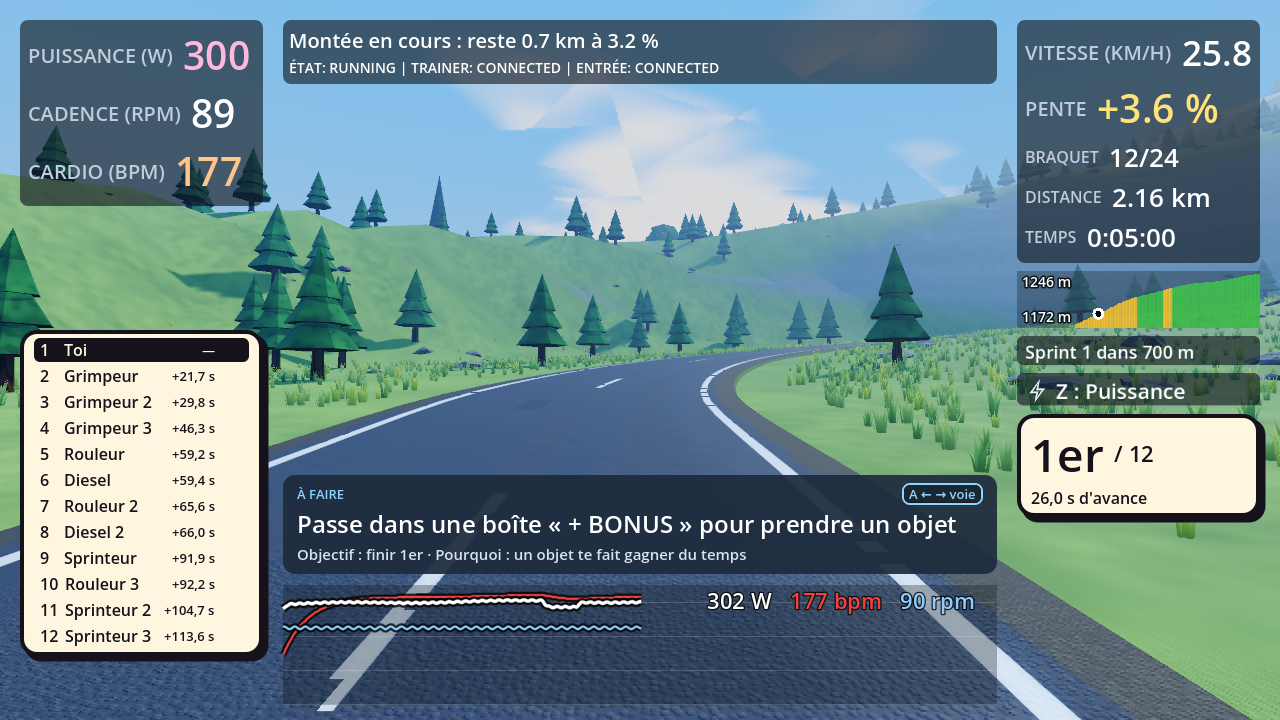 PUISSANCE (W) 300
CADENCE (RPM) 89
CARDIO (BPM) 177
Montée en cours : reste 0.7 km à 3.2 %
ÉTAT: RUNNING | TRAINER: CONNECTED | ENTRÉE: CONNECTED
VITESSE (KM/H) 25.8
PENTE +3.6 %
BRAQUET 12/24
DISTANCE 2.16 km
TEMPS 0:05:00
1246 m
1172 m
Sprint 1 dans 700 m
Z : Puissance
1er / 12
26,0 s d'avance
1 Toi —
2 Grimpeur +21,7 s
3 Grimpeur 2 +29,8 s
4 Grimpeur 3 +46,3 s
5 Rouleur +59,2 s
6 Diesel +59,4 s
7 Rouleur 2 +65,6 s
8 Diesel 2 +66,0 s
9 Sprinteur +91,9 s
10 Rouleur 3 +92,2 s
11 Sprinteur 2 +104,7 s
12 Sprinteur 3 +113,6 s
À FAIRE
A ← → voie
Passe dans une boîte « + BONUS » pour prendre un objet
Objectif : finir 1er · Pourquoi : un objet te fait gagner du temps
302 W 177 bpm 90 rpm